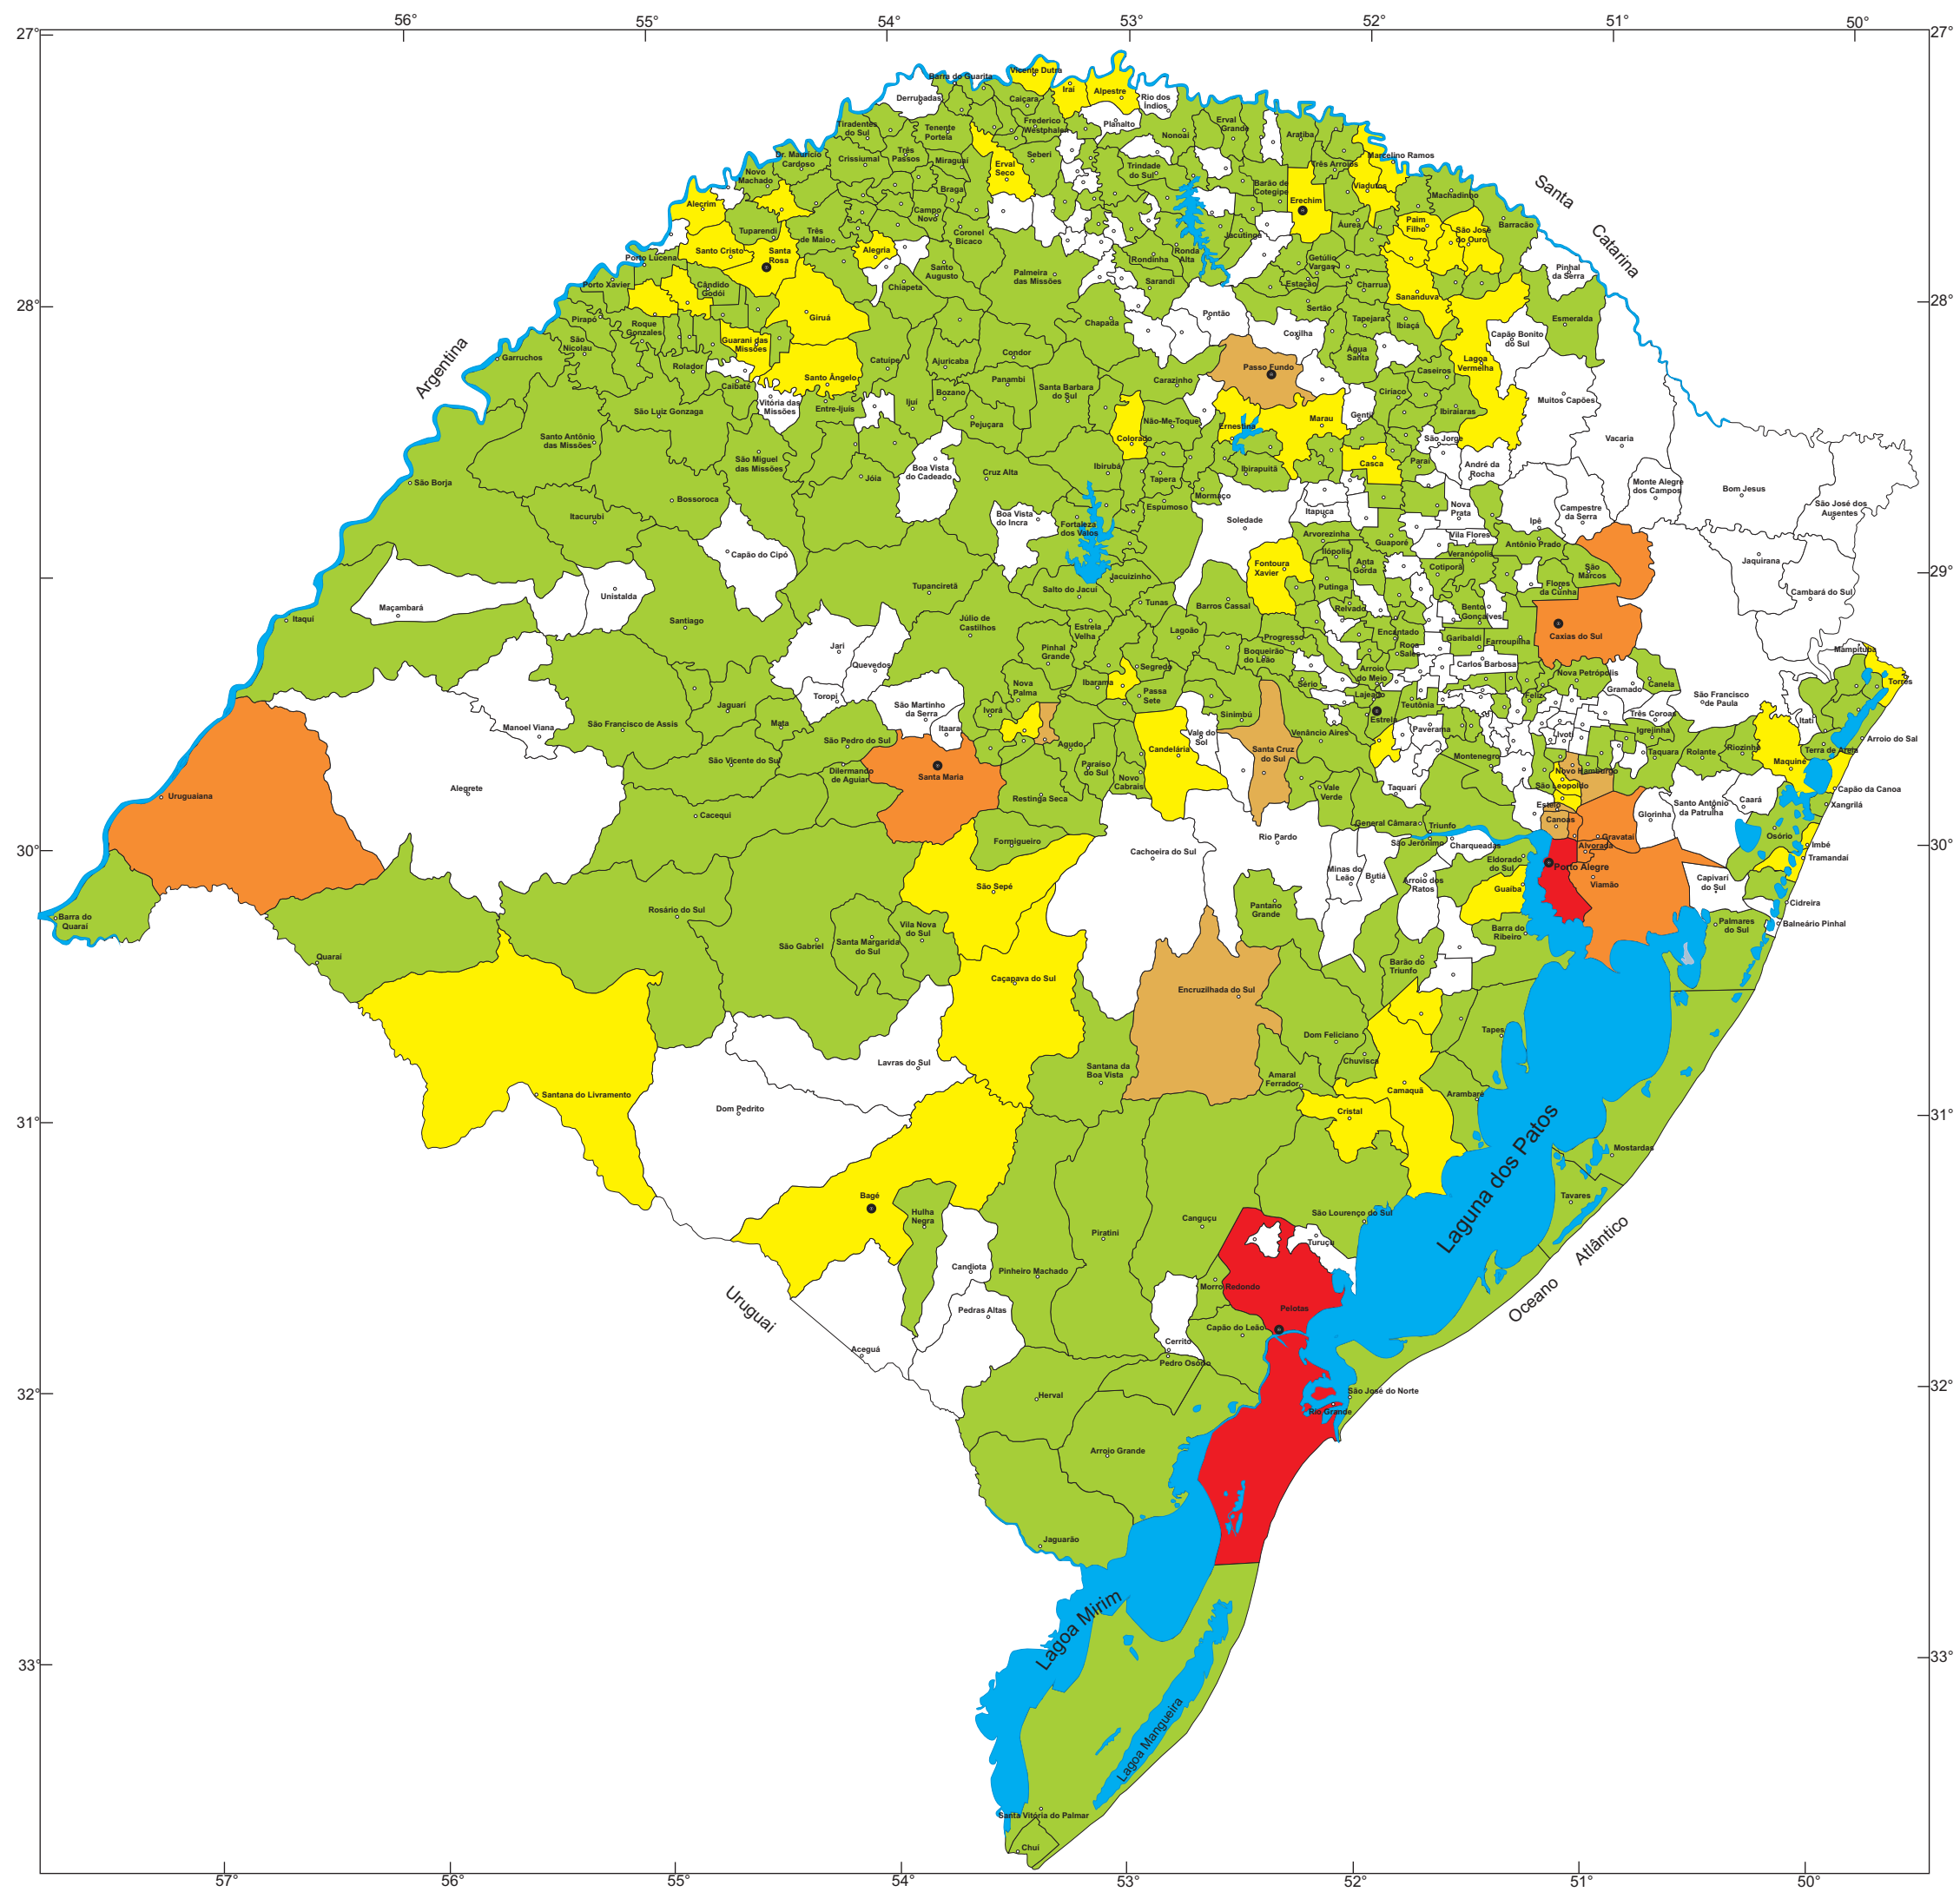 56°
55°
54°
53°
52°
51°
50°
27°
27°
Barra do Guarita
Vicente Dutra
Derrubadas
Caiçara
Iraí
Alpestre
Rio dos
Índios
Tiradentes
do Sul
Tenente
Portela
Frederico
Westphalen
Planalto
Nonoai
Erval
Grande
Aratiba
Dr. Maurício
Cardoso
Crissiumal
Três
Passos
Miraguaí
Erval
Seco
Seberi
Trindade
do Sul
Três Arroios
Marcelino Ramos
Novo
Machado
Braga
Barão de
Cotegipe
Viadutos
Machadinho
Santa
Catarina
Alecrim
Campo
Novo
Erechim
Paim
Filho
São José
do Ouro
Barracão
Tuparendi
Três
de Maio
Coronel
Bicaco
Jacutinga
Áurea
Porto Lucena
Santo Cristo
Santa
Rosa
Alegria
Santo
Augusto
Palmeira
das Missões
Rondinha
Ronda
Alta
Getúlio
Vargas
Pinhal
da Serra
Porto Xavier
Cândido
Godói
Chiapeta
Sarandi
Estação
Charrua
Sananduva
28°
28°
Pirapó
Roque
Gonzales
Giruá
Chapada
Pontão
Sertão
Tapejara
Ibiaçá
Esmeralda
São
Nicolau
Guarani das
Missões
Coxilha
Capão Bonito
do Sul
Argentina
Garruchos
Rolador
Catuípe
Ajuricaba
Condor
Água
Santa
Lagoa
Vermelha
Caibaté
Santo Ângelo
Panambi
Santa Barbara
do Sul
Carazinho
Passo Fundo
Caseiros
São Luiz Gonzaga
Vitória das
Missões
Entre-Ijuis
Ijuí
Bozano
Pejuçara
Ciríaco
Ibiraiaras
Muitos Capões
Santo Antônio
das Missões
Colorado
Não-Me-Toque
Ernestina
Marau
Gentil
São Jorge
Vacaria
São Miguel
das Missões
Boa Vista
do Cadeado
Cruz Alta
Ibirubá
Ibirapuitã
Casca
Paraí
André da
Rocha
São Borja
Jóia
Tapera
Mormaço
Monte Alegre
dos Campos
Bom Jesus
Bossoroca
Espumoso
Itacurubi
Boa Vista
do Incra
Fortaleza
dos Valos
Soledade
Itapuca
Nova
Prata
Campestre
da Serra
Ipê
São José dos
Ausentes
Capão do Cipó
Arvorezinha
Guaporé
Vila Flores
Antônio Prado
Ilópolis
Veranópolis
Jaquirana
29°
Fontoura
Xavier
Anta
Gorda
Cotiporã
São
Marcos
Unistalda
Tupanciretã
Salto do Jacuí
Jacuizinho
Putinga
Flores
da Cunha
Cambará do Sul
Maçambará
Tunas
Barros Cassal
Relvado
Bento
Gonçalves
Itaqui
Santiago
Júlio de
Castilhos
Estrela
Velha
Lagoão
Progresso
Encantado
Garibaldi
Farroupilha
Caxias do Sul
Jari
Quevedos
Pinhal
Grande
Boqueirão
do Leão
Roca
Sales
Carlos Barbosa
Mampituba
Toropi
Ibarama
Segredo
Passa
Sete
Sério
Arroio
do Meio
Nova Petrópolis
Gramado
Canela
Torres
São Francisco de Assis
Manoel Viana
Jaguari
Mata
São Martinho
da Serra
Nova
Palma
Ivorá
Sinimbú
Lajeado
Estrela
Teutônia
Feliz
São Francisco
de Paula
Três Coroas
Itati
Itaara
São Pedro do Sul
Agudo
Candelária
Vale do
Sol
Santa Cruz
do Sul
Venâncio Aires
Paverama
Ivoti
Igrejinha
Taquara
Rolante
Riozinho
Terra de Areia
Arroio do Sal
São Vicente do Sul
Dilermando
de Aguiar
Santa Maria
Paraíso
do Sul
Novo
Cabrais
Montenegro
Novo Hamburgo
Maquiné
Uruguaiana
Alegrete
Restinga Seca
Vale
Verde
Taquari
São Leopoldo
Capão da Canoa
Cacequi
General Câmara
Triunfo
Esteio
Canoas
Glorinha
Santo Antônio
da Patrulha
Caará
Xangrilá
30°
30°
Formigueiro
Cachoeira do Sul
Rio Pardo
São Jerônimo
Charqueadas
Gravataí
Alvorada
Osório
Imbé
Tramandaí
São Sepé
Minas do
Leão
Butiá
Arroio dos
Ratos
Eldorado
do Sul
Porto Alegre
Viamão
Capivari
do Sul
Guaíba
Cidreira
Barra do
Quaraí
Rosário do Sul
Pantano
Grande
Palmares
do Sul
Balneário Pinhal
Vila Nova
do Sul
Santa Margarida
do Sul
São Gabriel
Barra do
Ribeiro
Quaraí
Caçapava do Sul
Encruzilhada do Sul
Barão do
Triunfo
Dom Feliciano
Tapes
Lavras do Sul
Santana da
Boa Vista
Chuvisca
Amaral
Ferrador
Camaquã
Arambaré
Santana do Livramento
Dom Pedrito
Cristal
31°
31°
Laguna dos Patos
Mostardas
Tavares
Bagé
Hulha
Negra
Canguçu
São Lourenço do Sul
Piratini
Turuçu
Oceano
Atlântico
Candiota
Pinheiro Machado
Morro Redondo
Uruguai
Pedras Altas
Pelotas
Capão do Leão
Aceguá
Cerrito
Pedro Osório
32°
32°
Herval
São José do Norte
Rio Grande
Arroio Grande
Jaguarão
Lagoa Mirim
33°
33°
Lagoa Mangueira
Santa Vitória do Palmar
Chuí
57°
56°
55°
54°
53°
52°
51°
50°
29°